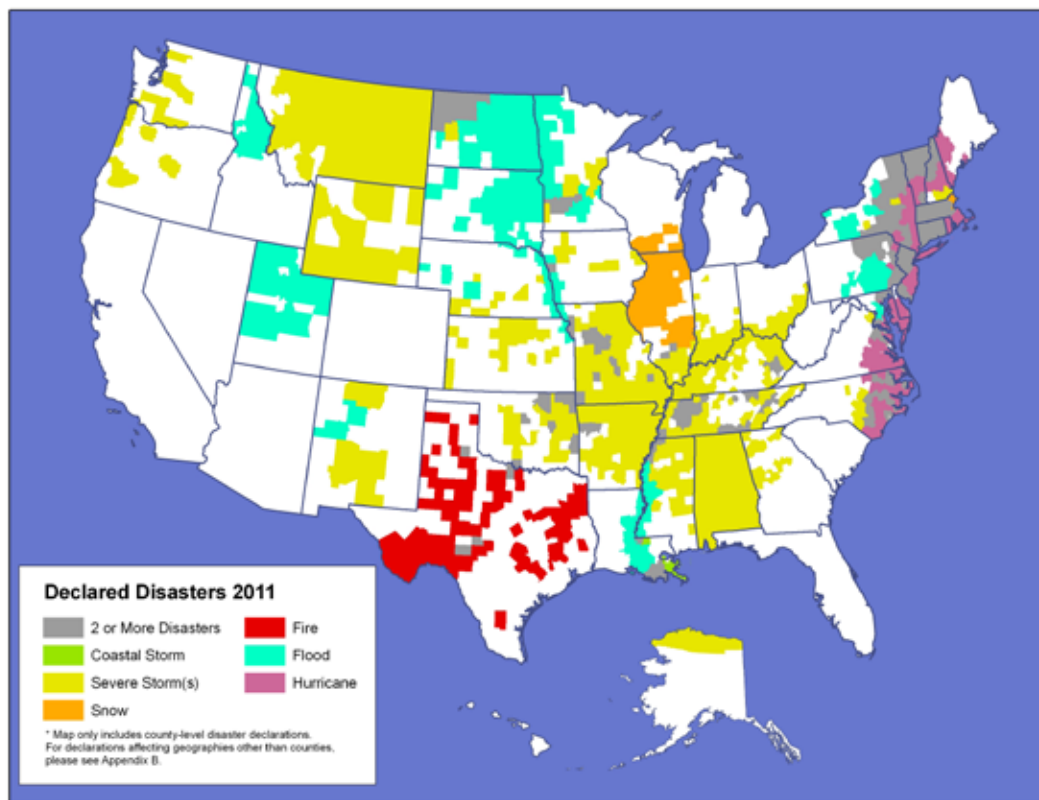 Declared Disasters 2011
2 or More Disasters
Fire
Coastal Storm
Flood
Severe Storm(s)
Hurricane
Snow
* Map only includes county-level disaster declarations.
For declarations affecting geographies other than counties,
please see Appendix B.